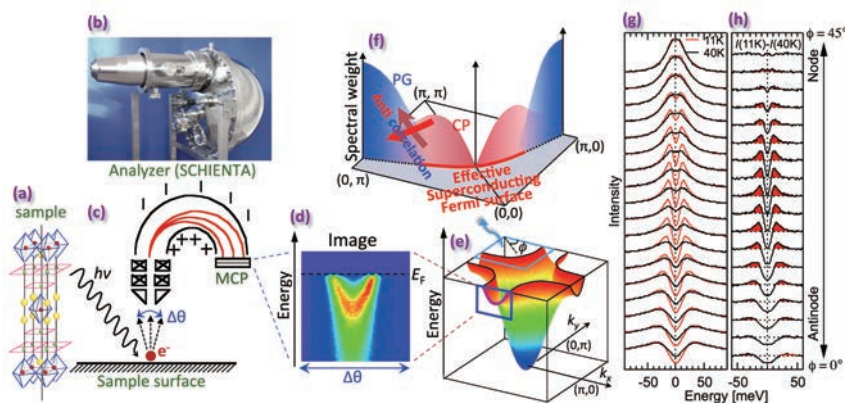 (b)
Analyzer (SCHIENTA)
(a)
sample
(c)
hν
MCP
Δθ
e-
Sample surface
(d)
Image
Energy
E_F
Δθ
(e)
ϕ
Energy
k_y
(0,π)
(π,0)
k_x
(f)
Spectral weight
PG
(π, π)
Anti correlation
CP
(π,0)
(0, π)
Effective
Superconducting
Fermi surface
(0,0)
(g)
11K
40K
Intensity
-50 0 50
(h)
I(11K)-I(40K)
-50 0 50
Energy [meV]
ϕ=45°
Node
Antinode
ϕ=0°